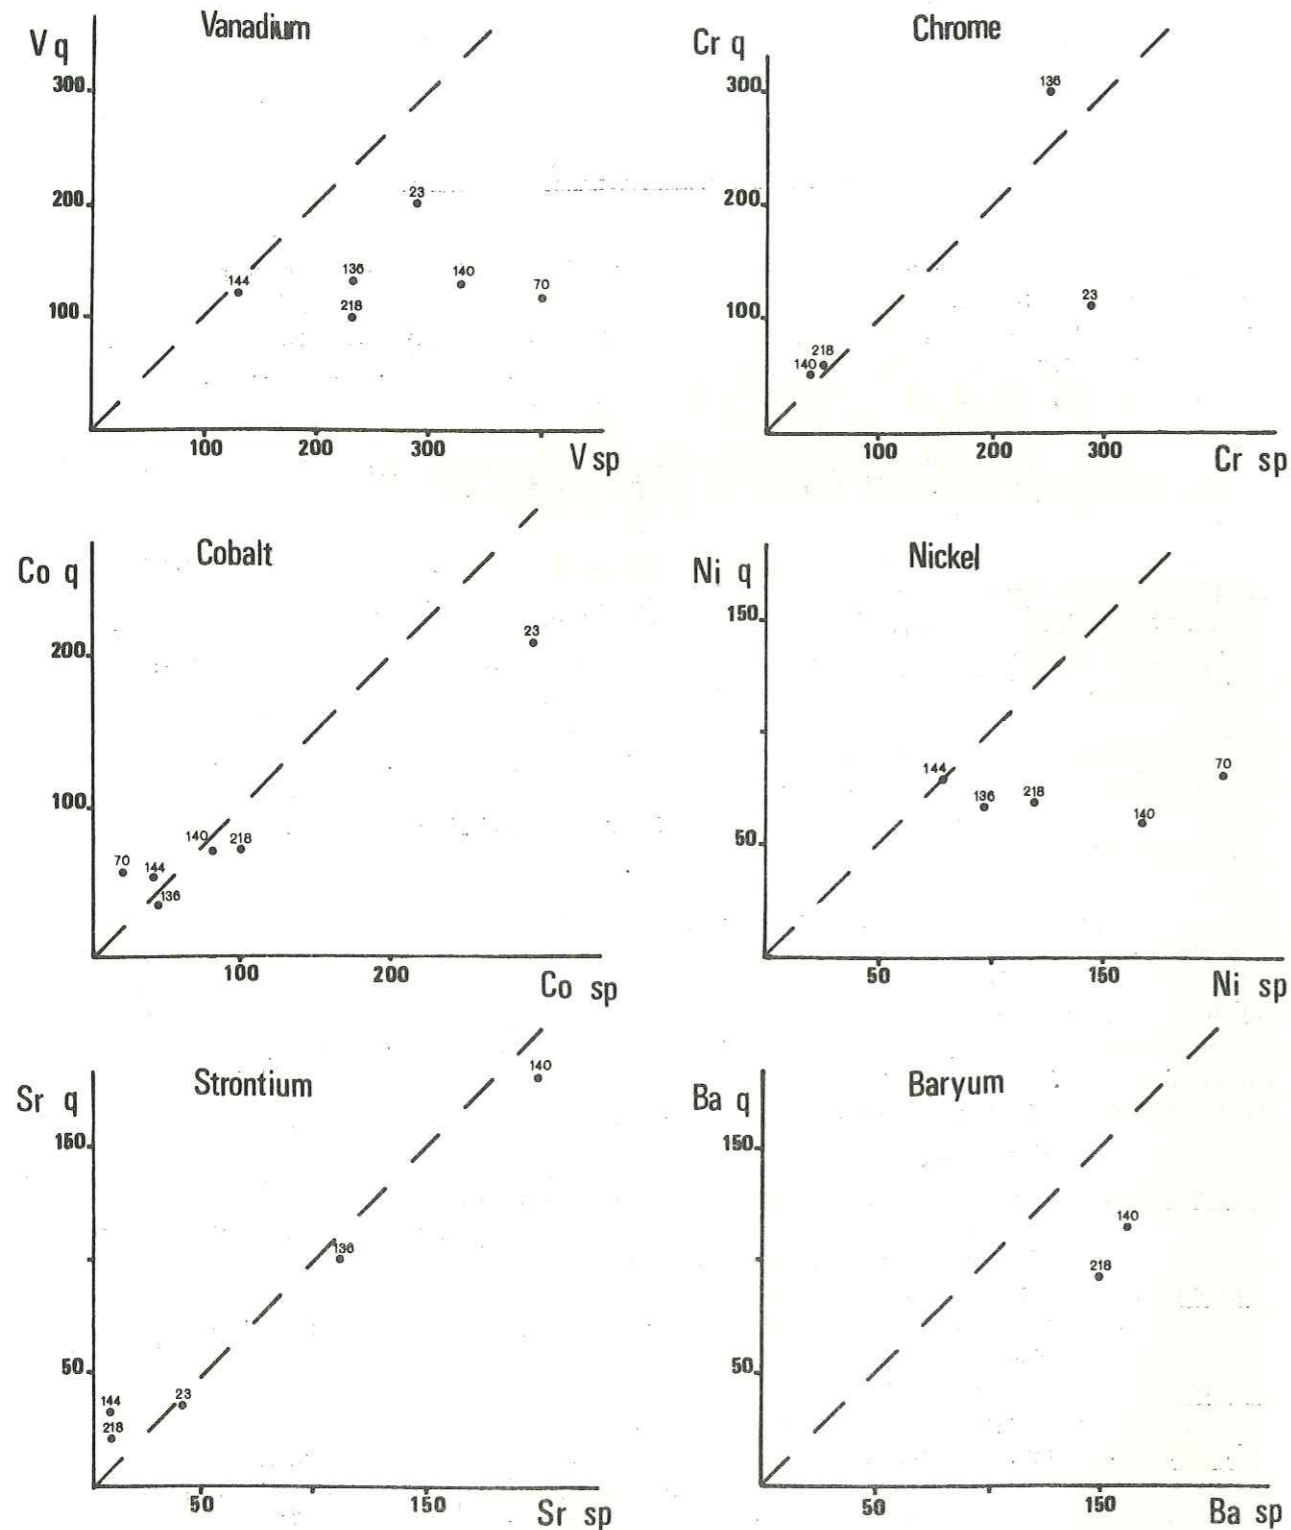 Vanadium
V q
300
200
100
23
144
136
140
70
218
100 200 300
V sp
Chrome
Cr q
300
200
100
136
23
218
140
100 200 300
Cr sp
Cobalt
Co q
200
100
23
140 218
70
144
136
100 200
Co sp
Nickel
Ni q
150
50
144
70
136
218
140
50 150
Ni sp
Strontium
Sr q
150
50
140
136
23
144
218
50 150
Sr sp
Baryum
Ba q
150
50
140
218
50 150
Ba sp